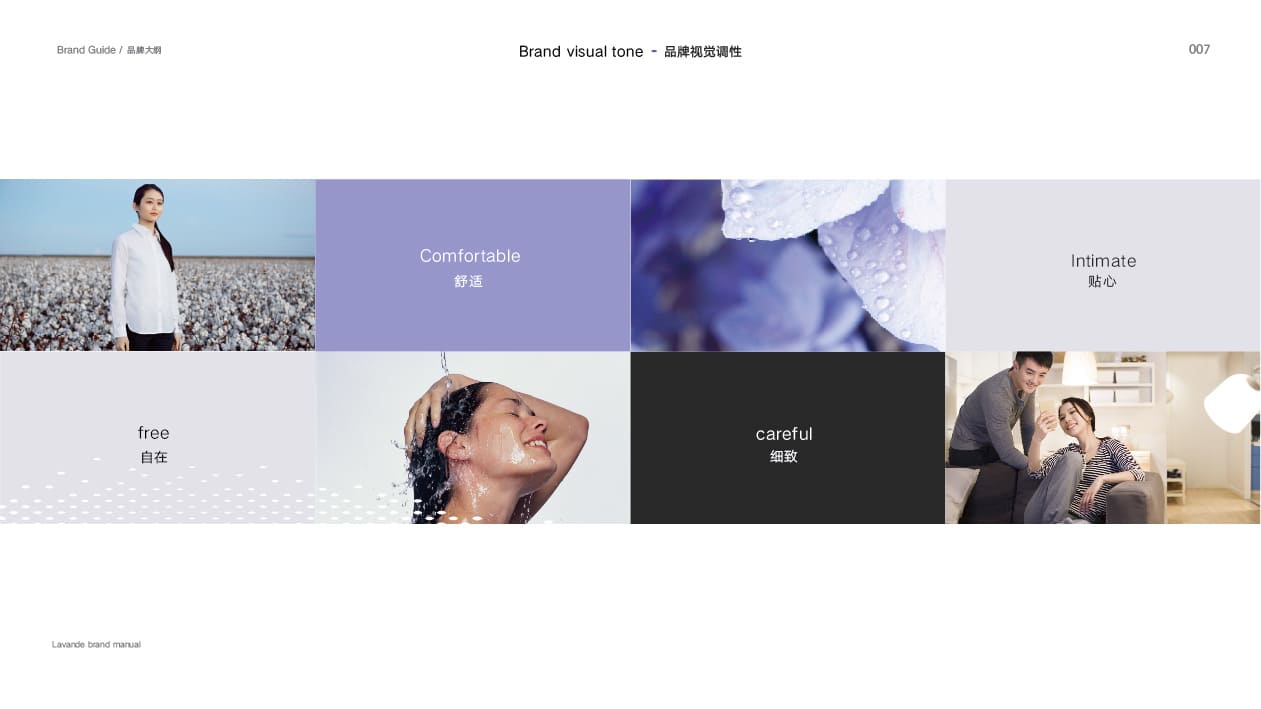 Brand Guide / 品牌大纲
Brand visual tone - 品牌视觉调性
007
Comfortable
舒适
Intimate
贴心
free
自在
careful
细致
Lavande brand manual